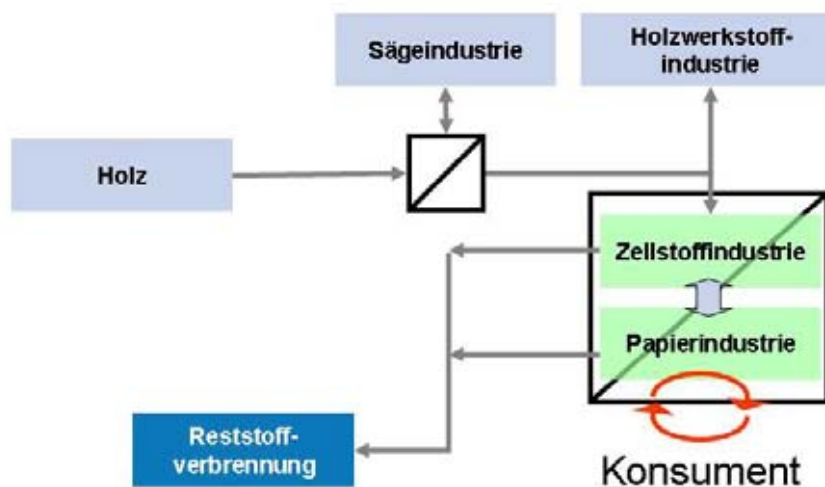 Sägeindustrie
Holzwerkstoff-
industrie
Holz
Zellstoffindustrie
Papierindustrie
Reststoff-
verbrennung
Konsument